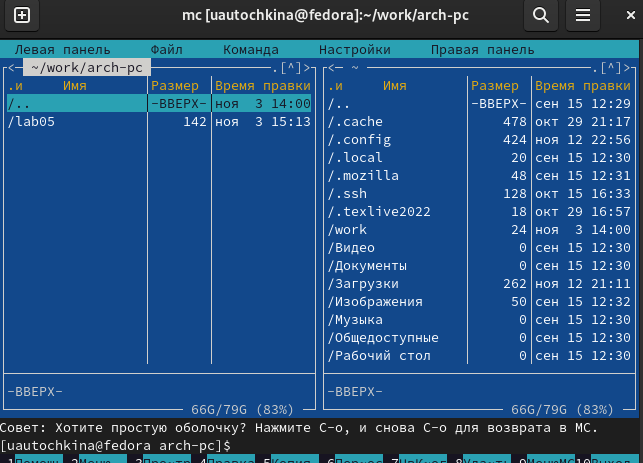 mc [uautochkina@fedora]:~/work/arch-pc
Левая панель Файл Команда Настройки Правая панель
<─ ~/work/arch-pc .[^]>
.и Имя Размер Время правки
/.. -ВВЕРХ- ноя 3 14:00
/lab05 142 ноя 3 15:13
-ВВЕРХ-
66G/79G (83%)
<─ ~ .[^]>
.и Имя Размер Время правки
/.. -ВВЕРХ- сен 15 12:29
/.cache 478 окт 29 21:17
/.config 424 ноя 12 22:56
/.local 20 сен 15 12:30
/.mozilla 48 сен 15 12:31
/.ssh 128 окт 15 16:33
/.texlive2022 18 окт 29 16:57
/work 24 ноя 3 14:00
/Видео 0 сен 15 12:30
/Документы 0 сен 15 12:30
/Загрузки 262 ноя 12 21:11
/Изображения 50 сен 15 12:32
/Музыка 0 сен 15 12:30
/Общедоступные 0 сен 15 12:30
/Рабочий стол 0 сен 15 12:30
-ВВЕРХ-
66G/79G (83%)
Совет: Хотите простую оболочку? Нажмите C-o, и снова C-o для возврата в MC.
[uautochkina@fedora arch-pc]$